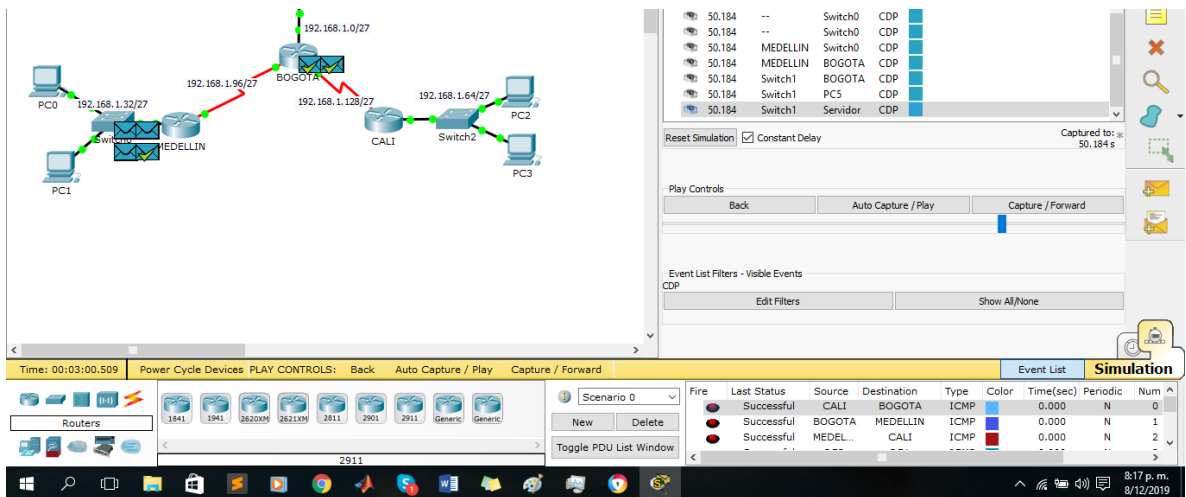 192.168.1.0/27
BOGOTA
192.168.1.96/27
192.168.1.128/27
192.168.1.64/27
PC0
192.168.1.32/27
MEDELLIN
PC1
CALI
Switch2
PC2
PC3
50.184 -- Switch0 CDP
50.184 -- Switch0 CDP
50.184 MEDELLIN Switch0 CDP
50.184 MEDELLIN BOGOTA CDP
50.184 Switch1 BOGOTA CDP
50.184 Switch1 PC5 CDP
50.184 Switch1 Servidor CDP
Reset Simulation Constant Delay
Captured to: *
50.184 s
Play Controls
Back Auto Capture / Play Capture / Forward
Event List Filters - Visible Events
CDP
Edit Filters Show All/None
Time: 00:03:00.509 Power Cycle Devices PLAY CONTROLS: Back Auto Capture / Play Capture / Forward Event List Simulation
Routers
1841 1941 2620XM 2621XM 2811 2901 2911 Generic Generic
2911
Scenario 0
New Delete
Toggle PDU List Window
Fire Last Status Source Destination Type Color Time(sec) Periodic Num
Successful CALI BOGOTA ICMP 0.000 N 0
Successful BOGOTA MEDELLIN ICMP 0.000 N 1
Successful MEDEL... CALI ICMP 0.000 N 2
8:17 p. m.
8/12/2019